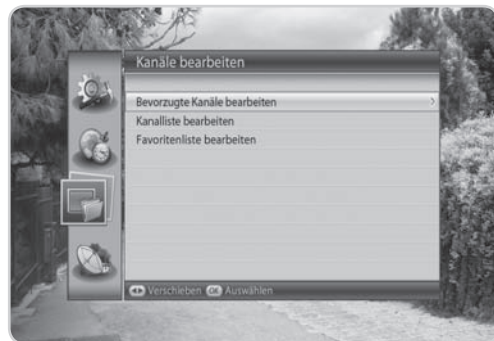 Kanäle bearbeiten
Bevorzugte Kanäle bearbeiten
Kanalliste bearbeiten
Favoritenliste bearbeiten
Verschieben OK Auswählen